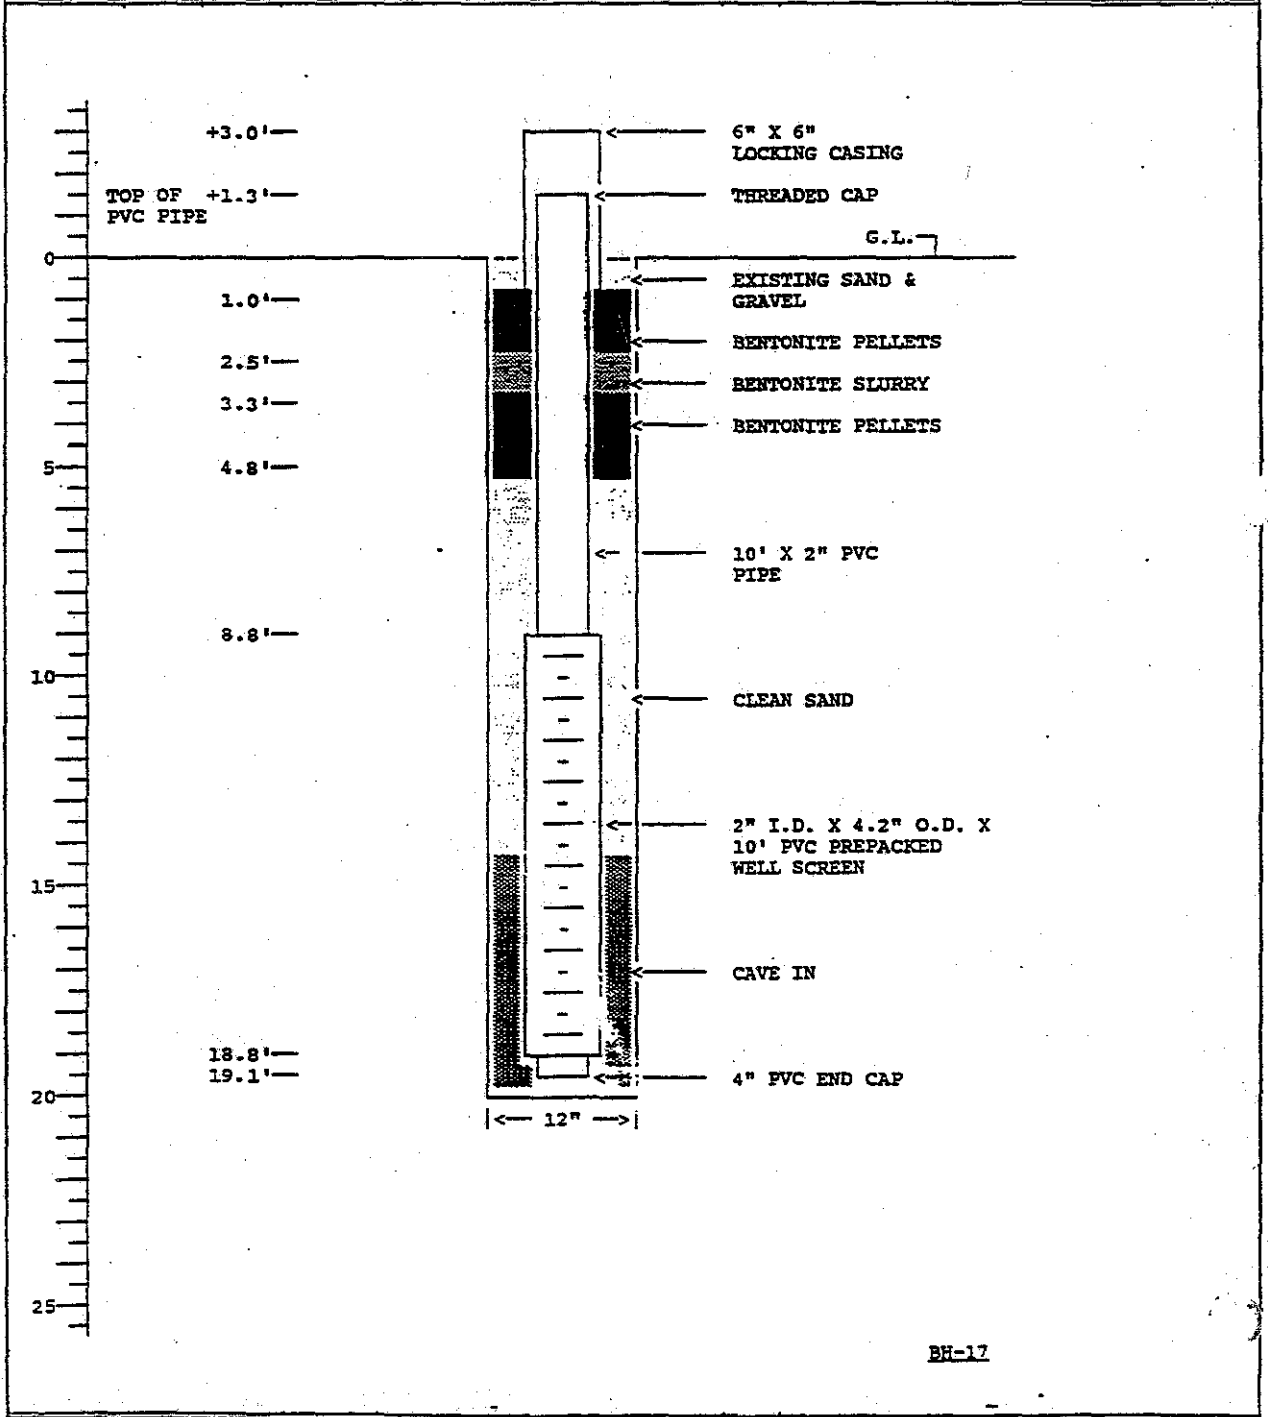 +3.0'
6" X 6"
LOCKING CASING
TOP OF +1.3'
PVC PIPE
THREADED CAP
G.L.
0
EXISTING SAND &
GRAVEL
1.0'
BENTONITE PELLETS
2.5'
BENTONITE SLURRY
3.3'
BENTONITE PELLETS
5
4.8'
10' X 2" PVC
PIPE
8.8'
10
CLEAN SAND
2" I.D. X 4.2" O.D. X
10' PVC PREPACKED
WELL SCREEN
15
CAVE IN
18.8'
19.1'
4" PVC END CAP
20
12"
25
BH-17